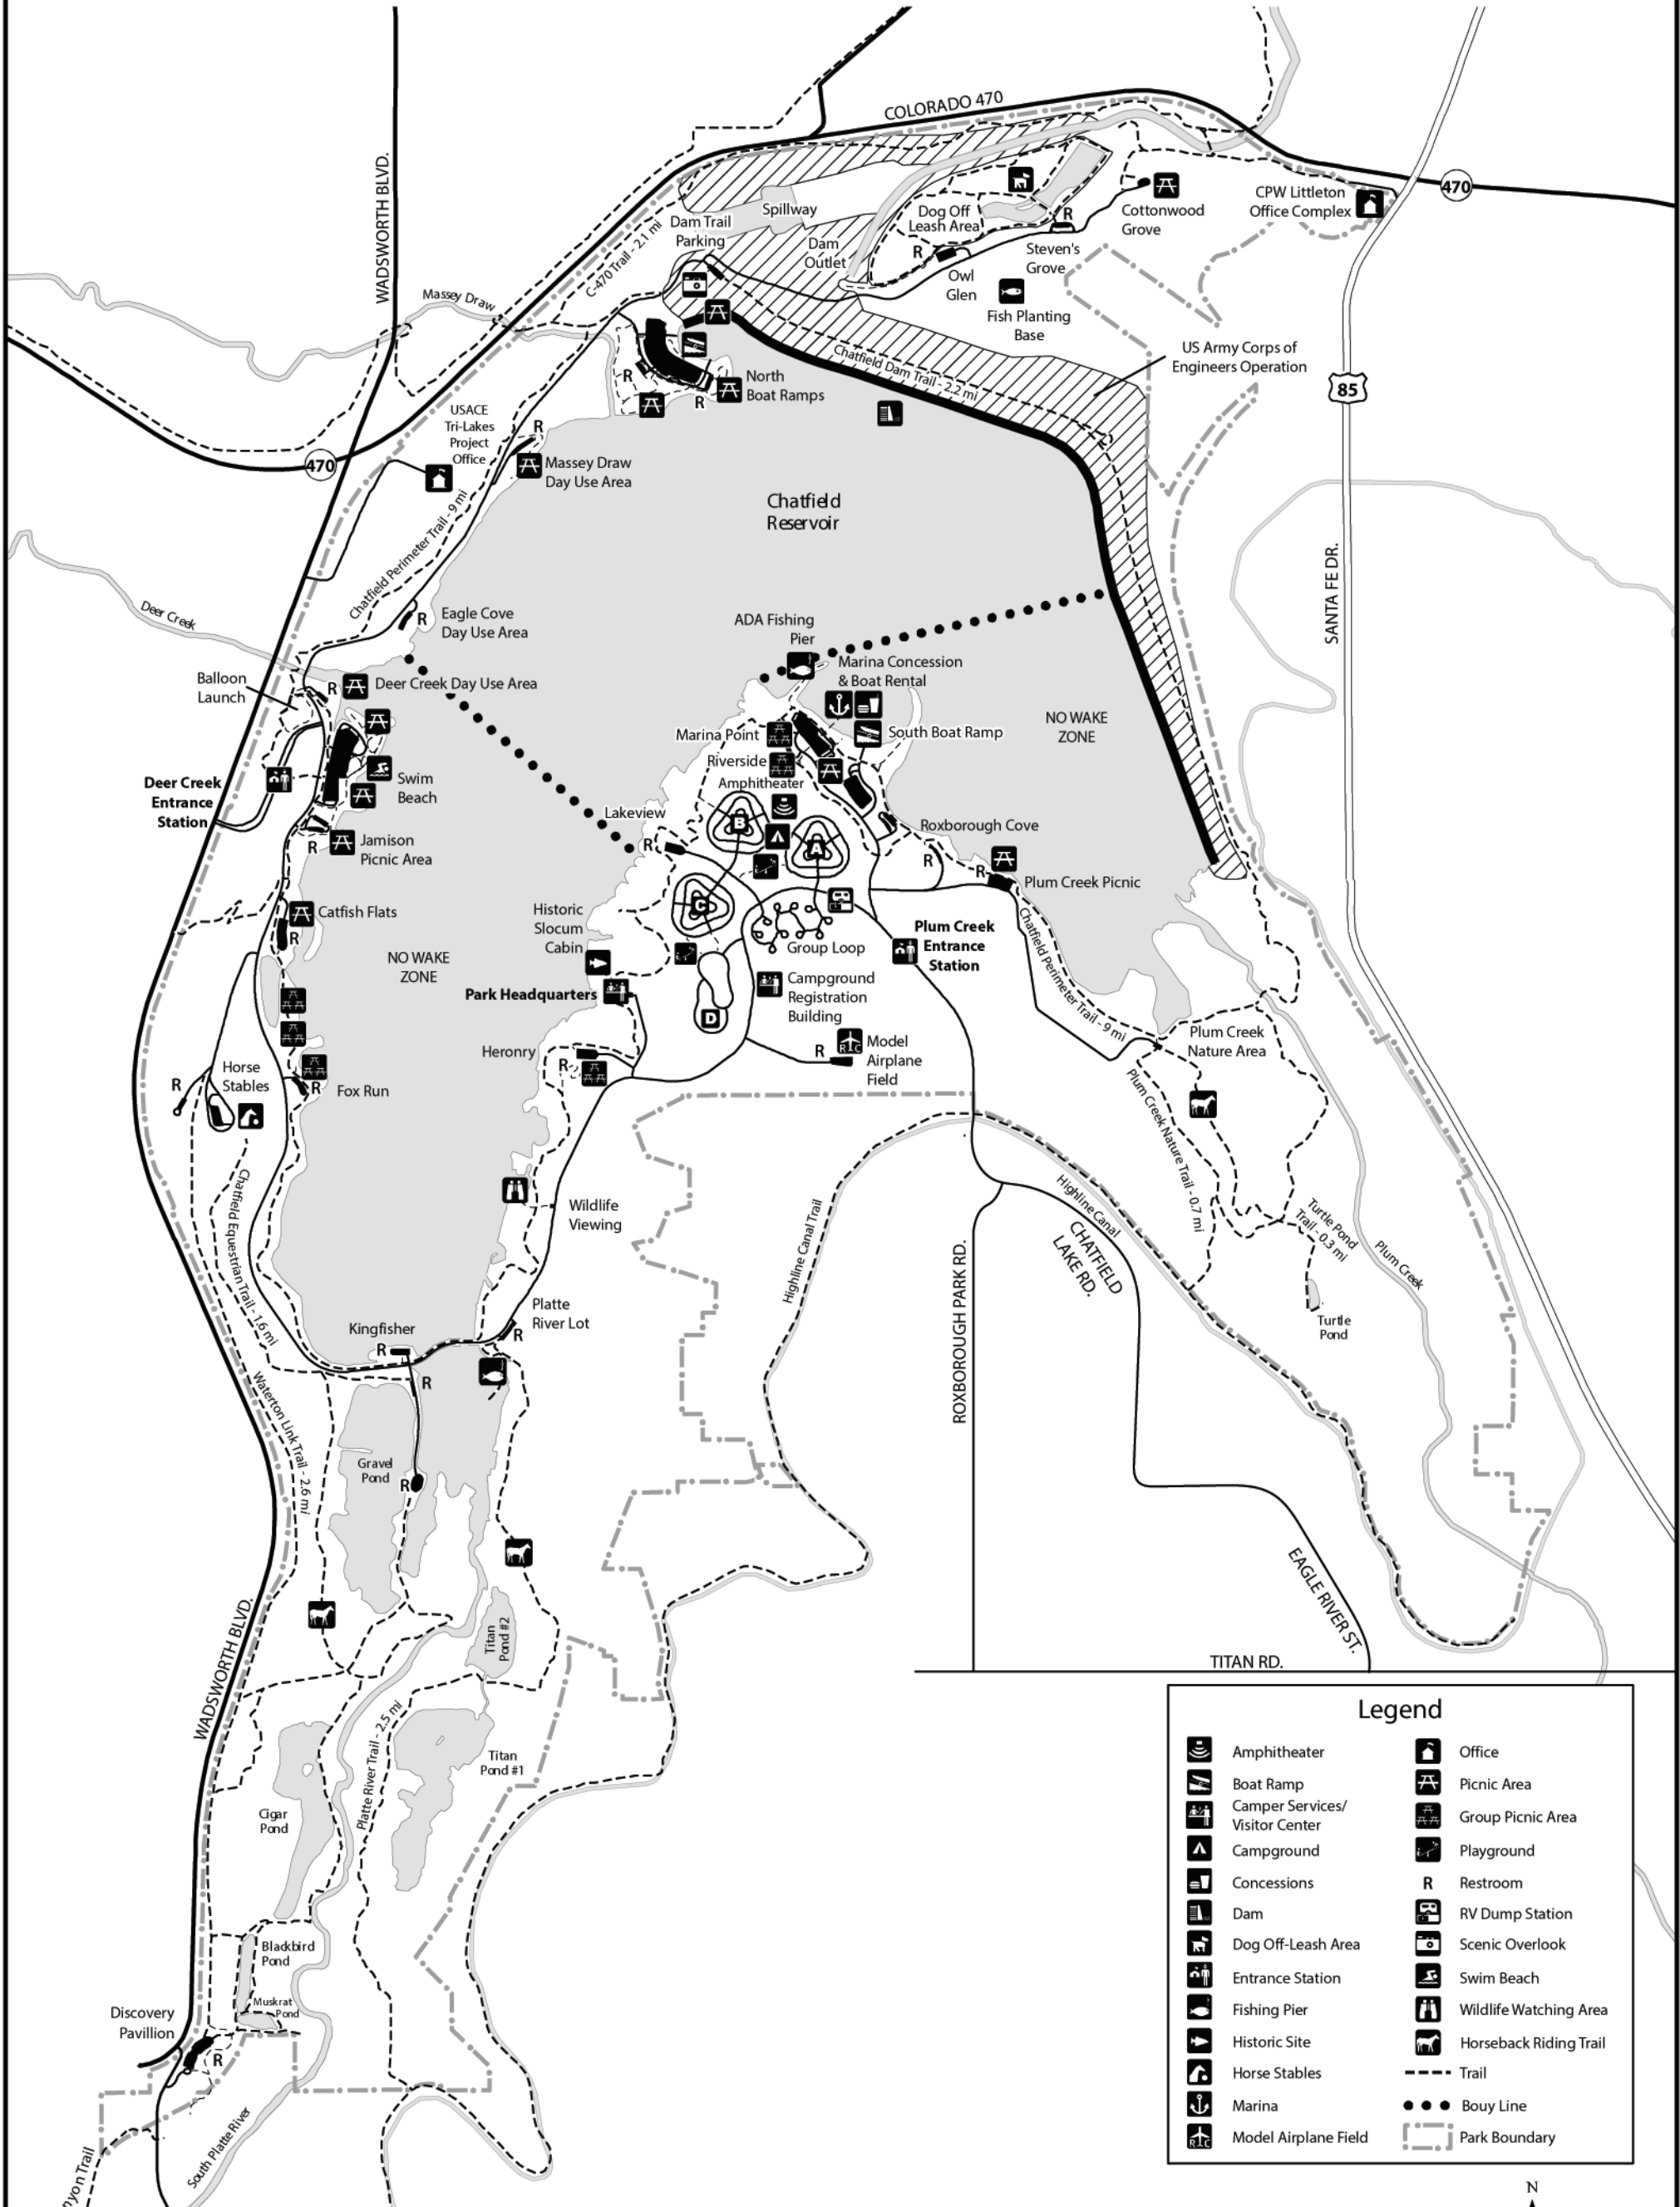 COLORADO 470
WADSWORTH BLVD.
470
CPW Littleton
Office Complex
Spillway
Dam Trail
Parking
Dam
Outlet
Dog Off
Leash Area
R
Cottonwood
Grove
Steven's
Grove
R
Owl
Glen
Fish Planting
Base
C-470 Trail - 2.1 mi
Massey Draw
US Army Corps of
Engineers Operation
Chatfield Dam Trail - 2.2 mi
85
North
Boat Ramps
R
R
USACE
Tri-Lakes
Project
Office
470
R
Massey Draw
Day Use Area
Chatfield
Reservoir
Chatfield Perimeter Trail - 9 mi
SANTA FE DR.
Deer Creek
R
Eagle Cove
Day Use Area
ADA Fishing
Pier
Marina Concession
& Boat Rental
Balloon
Launch
R
Deer Creek Day Use Area
NO WAKE
ZONE
Marina Point
South Boat Ramp
Riverside
Amphitheater
Deer Creek
Entrance
Station
Swim
Beach
Lakeview
B
R
A
Roxborough Cove
R
Jamison
Picnic Area
R
R
Plum Creek Picnic
Catfish Flats
R
C
Historic
Slocum
Cabin
Group Loop
Plum Creek
Entrance
Station
NO WAKE
ZONE
Park Headquarters
Campground
Registration
Building
D
Chatfield Perimeter Trail - 9 mi
Plum Creek
Nature Area
Heronry
R
R
R C
Model
Airplane
Field
Horse
Stables
R
R
Fox Run
Plum Creek Nature Trail - 0.7 mi
Chatfield Equestrian Trail - 1.6 mi
Wildlife
Viewing
Highline Canal Trail
Highline Canal
CHATFIELD
LAKE RD.
ROXBOROUGH PARK RD.
Turtle Pond
Trail - 0.3 mi
Plum Creek
Turtle
Pond
Platte
River Lot
R
Kingfisher
R
R
Waterton Link Trail - 2.6 mi
Gravel
Pond
R
EAGLE RIVER ST.
WADSWORTH BLVD.
Titan
Pond #2
TITAN RD.
Platte River Trail - 2.5 mi
Titan
Pond #1
Cigar
Pond
Blackbird
Pond
Muskrat
Pond
Discovery
Pavillion
R
South Platte River
nyon Trail
Legend
Amphitheater
Boat Ramp
Camper Services/
Visitor Center
Campground
Concessions
Dam
Dog Off-Leash Area
Entrance Station
Fishing Pier
Historic Site
Horse Stables
Marina
R C
Model Airplane Field
Office
Picnic Area
Group Picnic Area
Playground
R Restroom
RV Dump Station
Scenic Overlook
Swim Beach
Wildlife Watching Area
Horseback Riding Trail
Trail
Bouy Line
Park Boundary
N